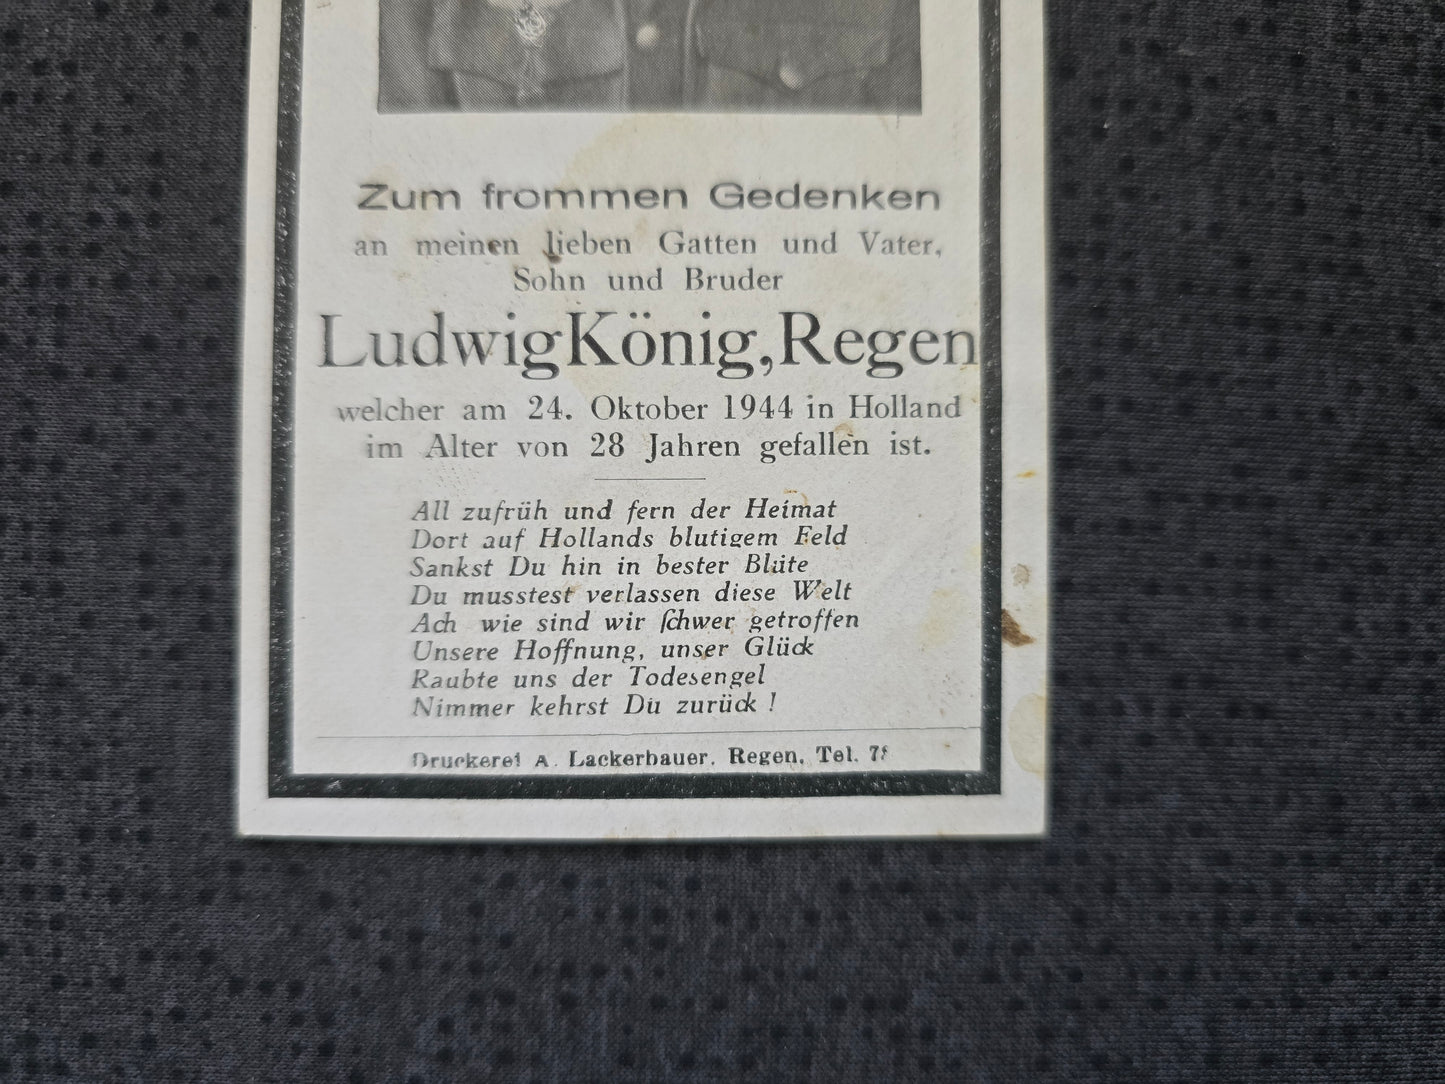 Zum frommen Gedenken
an meinen lieben Gatten und Vater,
Sohn und Bruder
Ludwig König, Regen
welcher am 24. Oktober 1944 in Holland
im Alter von 28 Jahren gefallen ist.
All zufrüh und fern der Heimat
Dort auf Hollands blutigem Feld
Sankst Du hin in bester Blüte
Du musstest verlassen diese Welt
Ach wie sind wir schwer getroffen
Unsere Hoffnung, unser Glück
Raubte uns der Todesengel
Nimmer kehrst Du zurück !
Druckerei A. Lackerbauer, Regen, Tel.